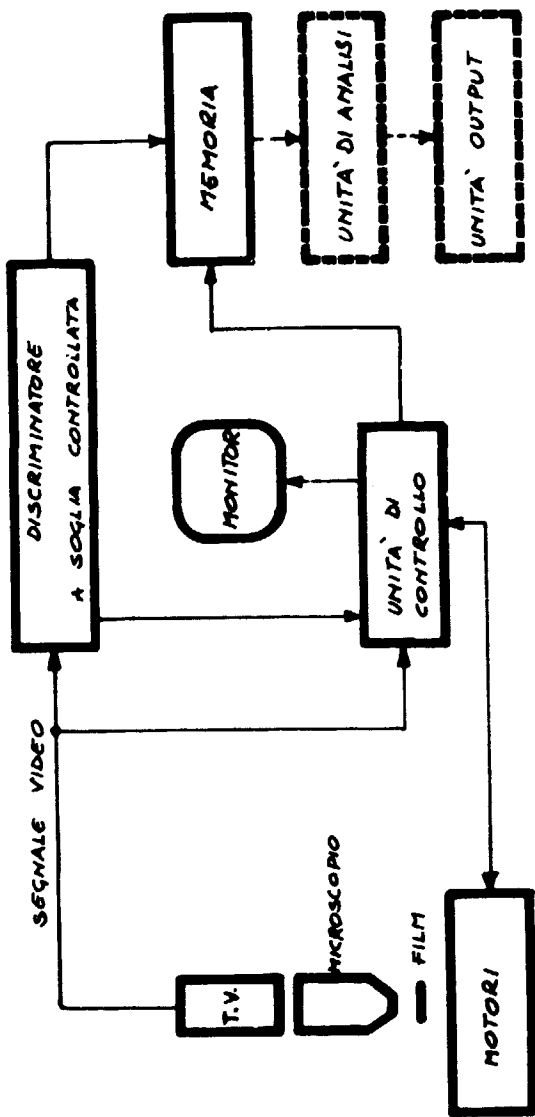 SEGNALE VIDEO
DISCRIMINATORE
A SOGLIA CONTROLLATA
T.V.
MICROSCOPIO
FILM
MOTORI
MONITOR
UNITÀ DI
CONTROLLO
MEMORIA
UNITÀ DI ANALISI
UNITÀ OUTPUT